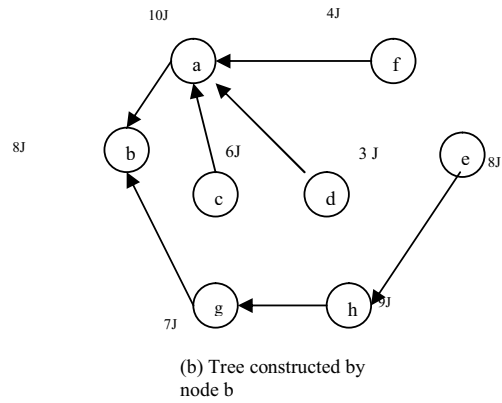 10J
4J
a
f
8J
b
6J
3 J
e
8J
c
d
g
h
9J
7J
(b) Tree constructed by
node b